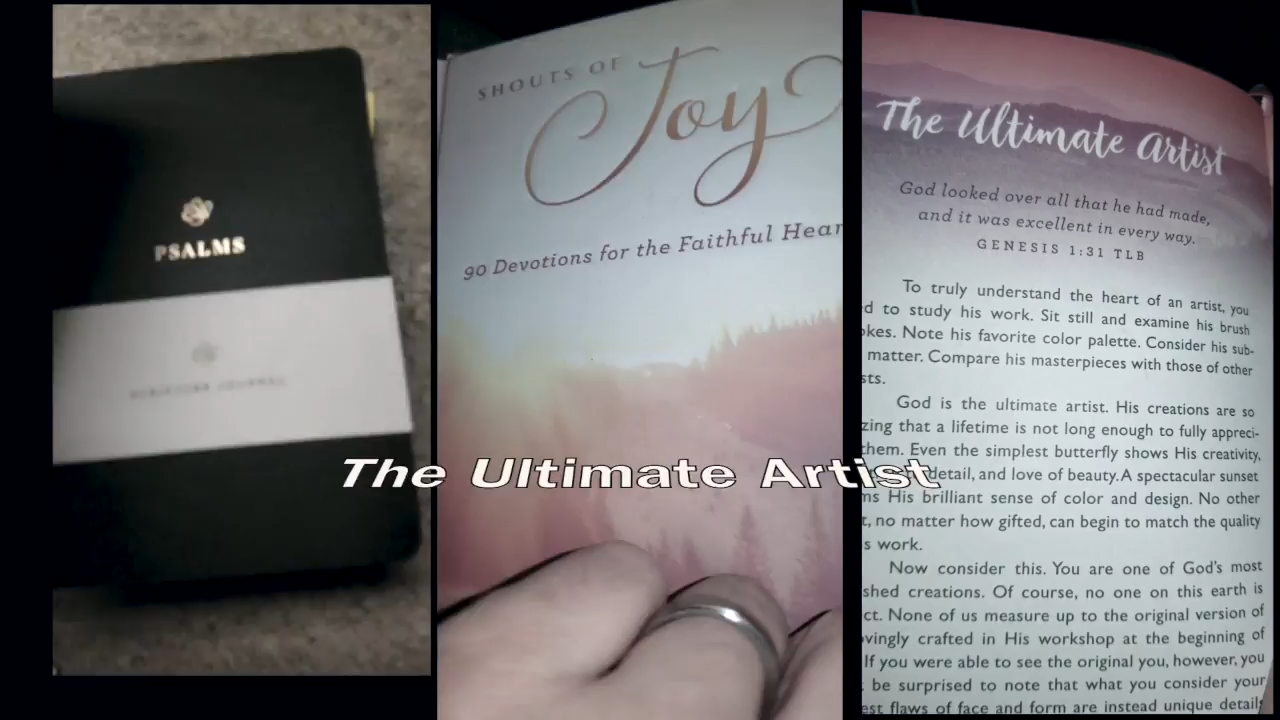 PSALMS
SCRIPTURE JOURNAL
SHOUTS OF
Joy
90 Devotions for the Faithful Hear
The Ultimate Artist
The Ultimate Artist
God looked over all that he had made,
and it was excellent in every way.
GENESIS 1:31 TLB
To truly understand the heart of an artist, you
d to study his work. Sit still and examine his brush
okes. Note his favorite color palette. Consider his sub-
matter. Compare his masterpieces with those of other
sts.
God is the ultimate artist. His creations are so
zing that a lifetime is not long enough to fully appreci-
them. Even the simplest butterfly shows His creativity,
detail, and love of beauty. A spectacular sunset
ms His brilliant sense of color and design. No other
t, no matter how gifted, can begin to match the quality
s work.
Now consider this. You are one of God's most
shed creations. Of course, no one on this earth is
ct. None of us measure up to the original version of
vingly crafted in His workshop at the beginning of
If you were able to see the original you, however, you
be surprised to note that what you consider your
est flaws of face and form are instead unique details